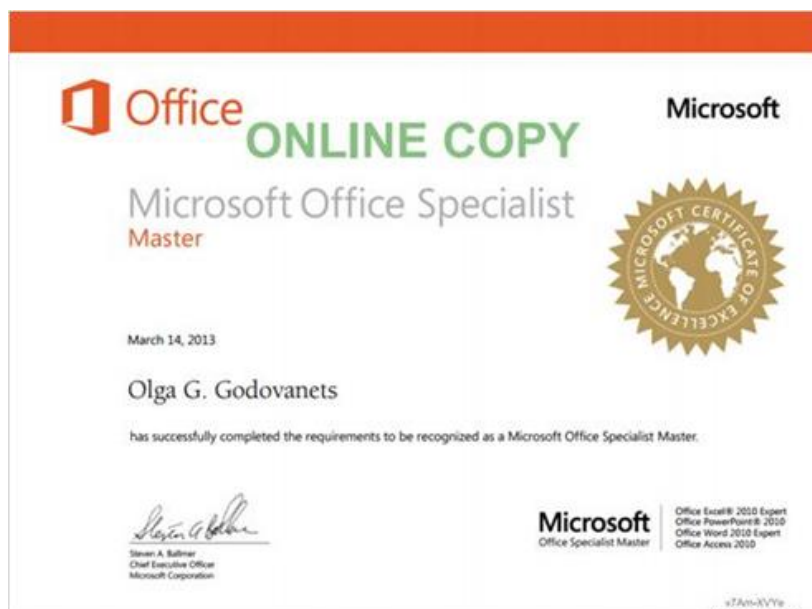 Office
Microsoft
ONLINE COPY
Microsoft Office Specialist
Master
MICROSOFT CERTIFICATE OF EXCELLENCE
March 14, 2013
Olga G. Godovanets
has successfully completed the requirements to be recognized as a Microsoft Office Specialist Master.
Steven A. Ballmer
Chief Executive Officer
Microsoft Corporation
Microsoft
Office Specialist Master
Office Excel® 2010 Expert
Office PowerPoint® 2010
Office Word 2010 Expert
Office Access 2010